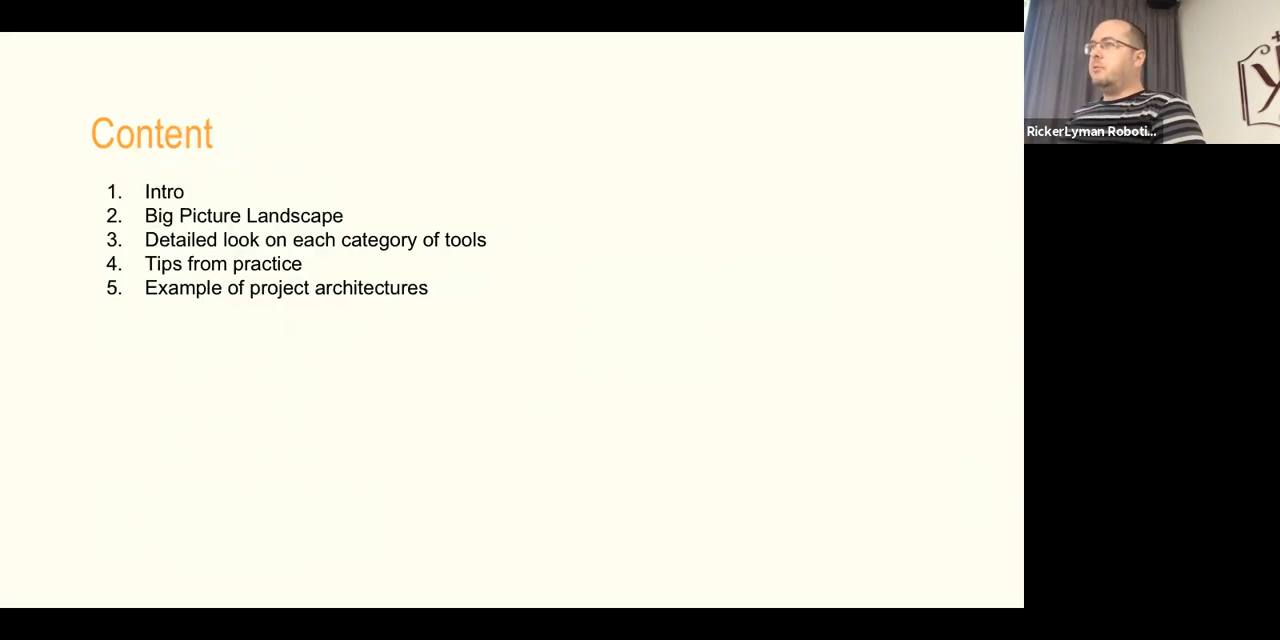 Content
1. Intro
2. Big Picture Landscape
3. Detailed look on each category of tools
4. Tips from practice
5. Example of project architectures
RickerLyman Roboti...